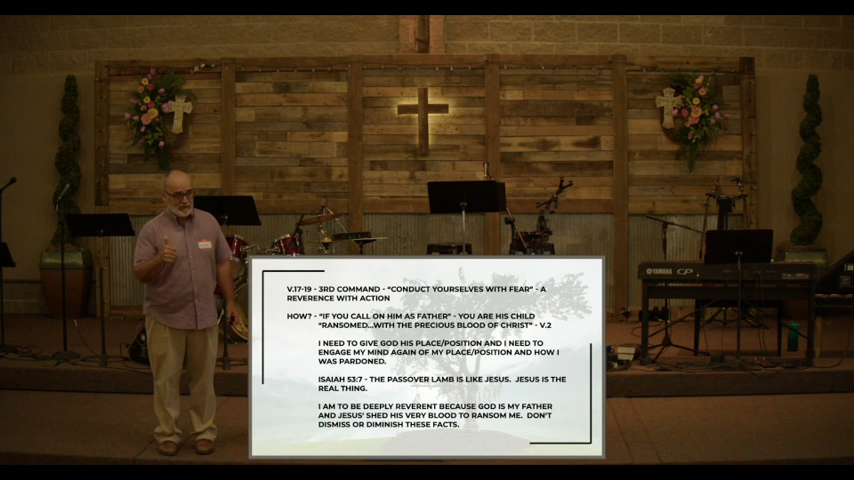 V.17-19 - 3RD COMMAND - "CONDUCT YOURSELVES WITH FEAR" - A
REVERENCE WITH ACTION
HOW? - "IF YOU CALL ON HIM AS FATHER" - YOU ARE HIS CHILD
"RANSOMED...WITH THE PRECIOUS BLOOD OF CHRIST" - V.2
I NEED TO GIVE GOD HIS PLACE/POSITION AND I NEED TO
ENGAGE MY MIND AGAIN OF MY PLACE/POSITION AND HOW I
WAS PARDONED.
ISAIAH 53:7 - THE PASSOVER LAMB IS LIKE JESUS. JESUS IS THE
REAL THING.
I AM TO BE DEEPLY REVERENT BECAUSE GOD IS MY FATHER
AND JESUS' SHED HIS VERY BLOOD TO RANSOM ME. DON'T
DISMISS OR DIMINISH THESE FACTS.
YAMAHA CP